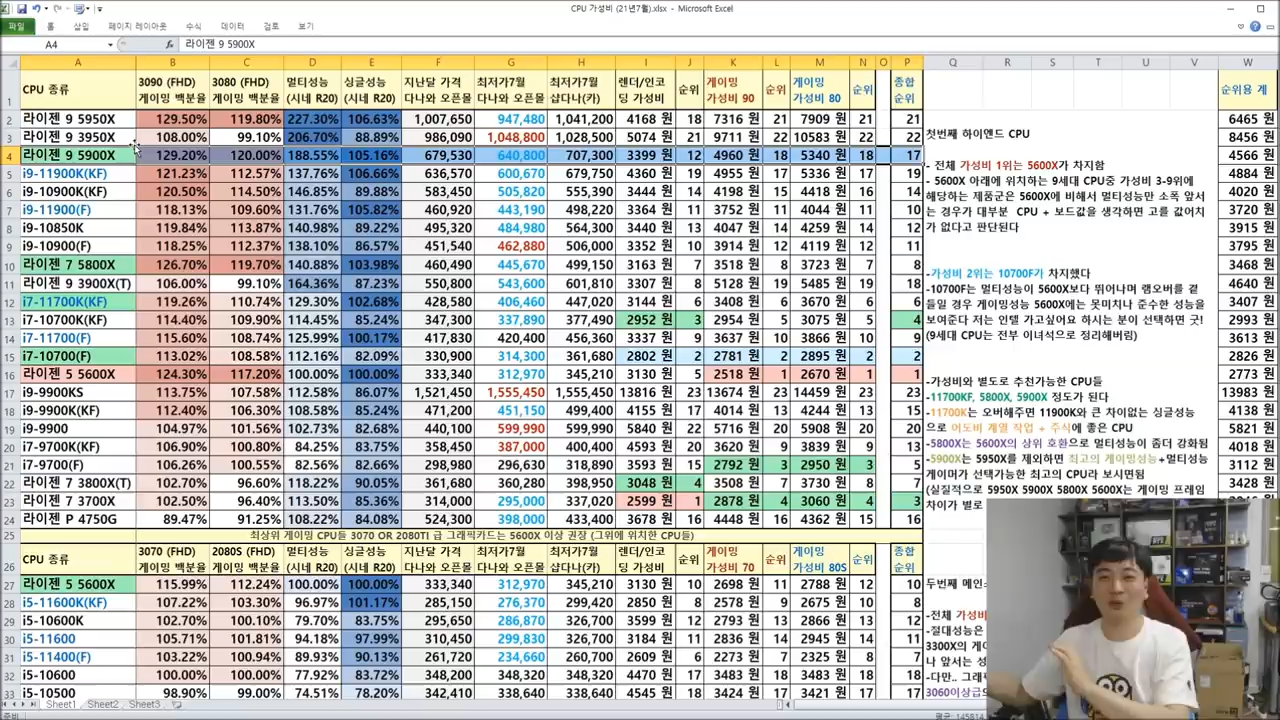 CPU 가성비 (21년7월).xlsx - Microsoft Excel
파일 홈 삽입 페이지 레이아웃 수식 데이터 검토 보기
A4 fx 라이젠 9 5900X
A B C D E F G H I J K L M N O P Q R S T U V W
1 CPU 종류 3090 (FHD) 게이밍 백분율 3080 (FHD) 게이밍 백분율 멀티성능 (시네 R20) 싱글성능 (시네 R20) 지난달 가격 다나와 오픈몰 최저가7월 다나와 오픈몰 최저가7월 샵다나(카) 렌더/인코딩 가성비 순위 게이밍 가성비 90 순위 게이밍 가성비 80 순위 종합 순위 순위용 계
2 라이젠 9 5950X 129.50% 119.80% 227.30% 106.63% 1,007,650 947,480 1,041,200 4168 원 18 7316 원 21 7909 원 21 21 6465 원
3 라이젠 9 3950X 108.00% 99.10% 206.70% 88.89% 986,090 1,048,800 1,028,500 5074 원 21 9711 원 22 10583 원 22 22 8456 원
4 라이젠 9 5900X 129.20% 120.00% 188.55% 105.16% 679,530 640,800 707,300 3399 원 12 4960 원 18 5340 원 18 17 4566 원
5 i9-11900K(KF) 121.23% 112.57% 137.76% 106.66% 636,570 600,670 679,750 4360 원 19 4955 원 17 5336 원 17 19 4884 원
6 i9-10900K(KF) 120.50% 114.50% 146.85% 89.88% 583,450 505,820 555,390 3444 원 14 4198 원 15 4418 원 16 14 4020 원
7 i9-11900(F) 118.13% 109.60% 131.76% 105.82% 460,920 443,190 498,220 3364 원 11 3752 원 11 4044 원 11 10 3720 원
8 i9-10850K 119.84% 113.87% 140.98% 89.22% 495,320 484,980 564,300 3440 원 13 4047 원 14 4259 원 14 12 3915 원
9 i9-10900(F) 118.25% 112.37% 138.10% 86.57% 451,540 462,880 506,000 3352 원 10 3914 원 12 4119 원 12 11 3795 원
10 라이젠 7 5800X 126.70% 119.70% 140.88% 103.98% 460,490 445,670 499,150 3163 원 7 3518 원 8 3723 원 7 8 3468 원
11 라이젠 9 3900X(T) 106.00% 99.10% 164.36% 87.23% 550,800 543,600 601,810 3307 원 8 5128 원 19 5485 원 19 18 4640 원
12 i7-11700K(KF) 119.26% 110.74% 129.30% 102.68% 428,580 406,460 447,020 3144 원 6 3408 원 6 3670 원 6 6 3407 원
13 i7-10700K(KF) 114.40% 109.90% 114.45% 85.24% 347,300 337,890 377,490 2952 원 3 2954 원 5 3075 원 5 4 2993 원
14 i7-11700(F) 115.60% 108.74% 125.99% 100.17% 417,830 420,400 456,360 3337 원 9 3637 원 10 3866 원 10 9 3613 원
15 i7-10700(F) 113.02% 108.58% 112.16% 82.09% 330,900 314,300 361,680 2802 원 2 2781 원 2 2895 원 2 2 2826 원
16 라이젠 5 5600X 124.30% 117.20% 100.00% 100.00% 333,340 312,970 345,210 3130 원 5 2518 원 1 2670 원 1 1 2773 원
17 i9-9900KS 113.75% 107.98% 112.58% 86.07% 1,521,450 1,555,450 1,555,450 13816 원 23 13674 원 23 14459 원 23 23 13983 원
18 i9-9900K(KF) 112.40% 106.30% 108.58% 85.24% 471,200 451,150 499,200 4155 원 17 4014 원 13 4244 원 13 15 4138 원
19 i9-9900 104.97% 101.56% 102.73% 82.68% 440,100 599,990 599,990 5840 원 22 5716 원 20 5908 원 20 20 5821 원
20 i7-9700K(KF) 106.90% 100.80% 84.25% 83.75% 358,450 387,000 387,400 4593 원 20 3620 원 9 3839 원 9 13 4018 원
21 i7-9700(F) 106.26% 100.55% 82.56% 82.66% 298,980 296,630 318,890 3593 원 15 2792 원 3 2950 원 3 5 3112 원
22 라이젠 7 3800X(T) 102.70% 96.60% 118.22% 90.05% 361,680 360,280 398,950 3048 원 4 3508 원 7 3730 원 8 7 3428 원
23 라이젠 7 3700X 102.50% 96.40% 113.50% 85.36% 314,000 295,000 337,020 2599 원 1 2878 원 4 3060 원 4 3
24 라이젠 P 4750G 89.47% 91.25% 108.22% 84.08% 524,300 398,000 433,400 3678 원 16 4448 원 16 4362 원 15 16
25 최상위 게이밍 CPU들 3070 OR 2080TI 급 그래픽카드는 5600X 이상 권장 (그위에 위치한 CPU들)
26 CPU 종류 3070 (FHD) 게이밍 백분율 2080S (FHD) 게이밍 백분율 멀티성능 (시네 R20) 싱글성능 (시네 R20) 지난달 가격 다나와 오픈몰 최저가7월 다나와 오픈몰 최저가7월 샵다나(카) 렌더/인코딩 가성비 순위 게이밍 가성비 70 순위 게이밍 가성비 80S 순위 종합 순위
27 라이젠 5 5600X 115.99% 112.24% 100.00% 100.00% 333,340 312,970 345,210 3130 원 10 2698 원 11 2788 원 12 10
28 i5-11600K(KF) 107.22% 103.30% 96.97% 101.17% 285,150 276,370 299,420 2850 원 8 2578 원 9 2675 원 10 8
29 i5-10600K 102.70% 100.10% 79.70% 83.75% 295,650 286,870 327,260 3599 원 12 2793 원 12 2866 원 13 12
30 i5-11600 105.71% 101.81% 94.18% 97.99% 310,450 299,830 327,240 3184 원 11 2836 원 14 2945 원 14 11
31 i5-11400(F) 103.22% 100.94% 89.93% 90.13% 261,720 234,660 260,700 2609 원 6 2273 원 7 2325 원 8 7
32 i5-10600 100.00% 100.00% 77.92% 83.72% 348,200 348,320 348,320 4470 원 17 3483 원 18 3483 원 18 17
33 i5-10500 98.90% 99.00% 74.51% 78.20% 342,410 338,640 338,640 4545 원 18 3424 원 17 3421 원 17 17
첫번째 하이엔드 CPU
- 전체 가성비 1위는 5600X가 차지함
- 5600X 아래에 위치하는 9세대 CPU중 가성비 3-9위에
해당하는 제품군은 5600X에 비해서 멀티성능만 소폭 앞서
는 경우가 대부분 CPU + 보드값을 생각하면 고를 값어치
가 없다고 판단된다
-가성비 2위는 10700F가 차지했다
-10700F는 멀티성능이 5600X보다 뛰어나며 램오버를 곁
들일 경우 게이밍성능 5600X에는 못미치나 준수한 성능을
보여준다 저는 인텔 가고싶어요 하시는 분이 선택하면 굿!
(9세대 CPU는 전부 이녀석으로 정리해버림)
-가성비와 별도로 추천가능한 CPU들
-11700KF, 5800X, 5900X 정도가 된다
-11700K는 오버해주면 11900K와 큰 차이없는 싱글성능
으로 어도비 계열 작업 + 주식에 좋은 CPU
-5800X는 5600X의 상위 호환으로 멀티성능이 좀더 강화됨
-5900X는 5950X를 제외하면 최고의 게이밍성능+멀티성능
게이머가 선택가능한 최고의 CPU라 보시면됨
(실질적으로 5950X 5900X 5800X 5600X는 게이밍 프레임
차이가 별로
두번째 메인
-전체 가성비
-절대성능은
3300X의 게이
나 앞서는 성
-다만.. 그래픽
3060이상급
Sheet1 Sheet2 Sheet3
준비